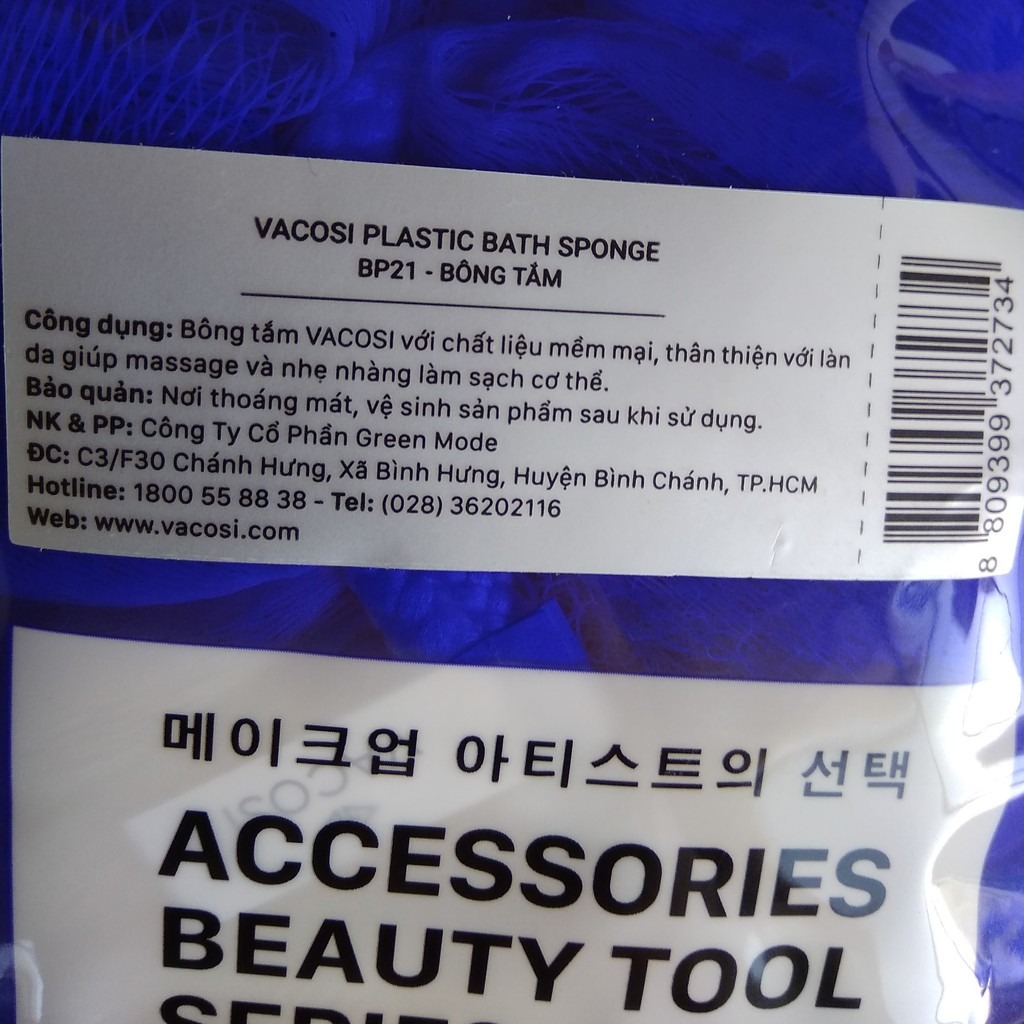 VACOSI PLASTIC BATH SPONGE
BP21 - BÔNG TẮM
Công dụng: Bông tắm VACOSI với chất liệu mềm mại, thân thiện với làn
da giúp massage và nhẹ nhàng làm sạch cơ thể.
Bảo quản: Nơi thoáng mát, vệ sinh sản phẩm sau khi sử dụng.
NK & PP: Công Ty Cổ Phần Green Mode
ĐC: C3/F30 Chánh Hưng, Xã Bình Hưng, Huyện Bình Chánh, TP.HCM
Hotline: 1800 55 88 38 - Tel: (028) 36202116
Web: www.vacosi.com
8 809399 372734
메이크업 아티스트의 선택
ACCESSORIES
BEAUTY TOOL
SERIES